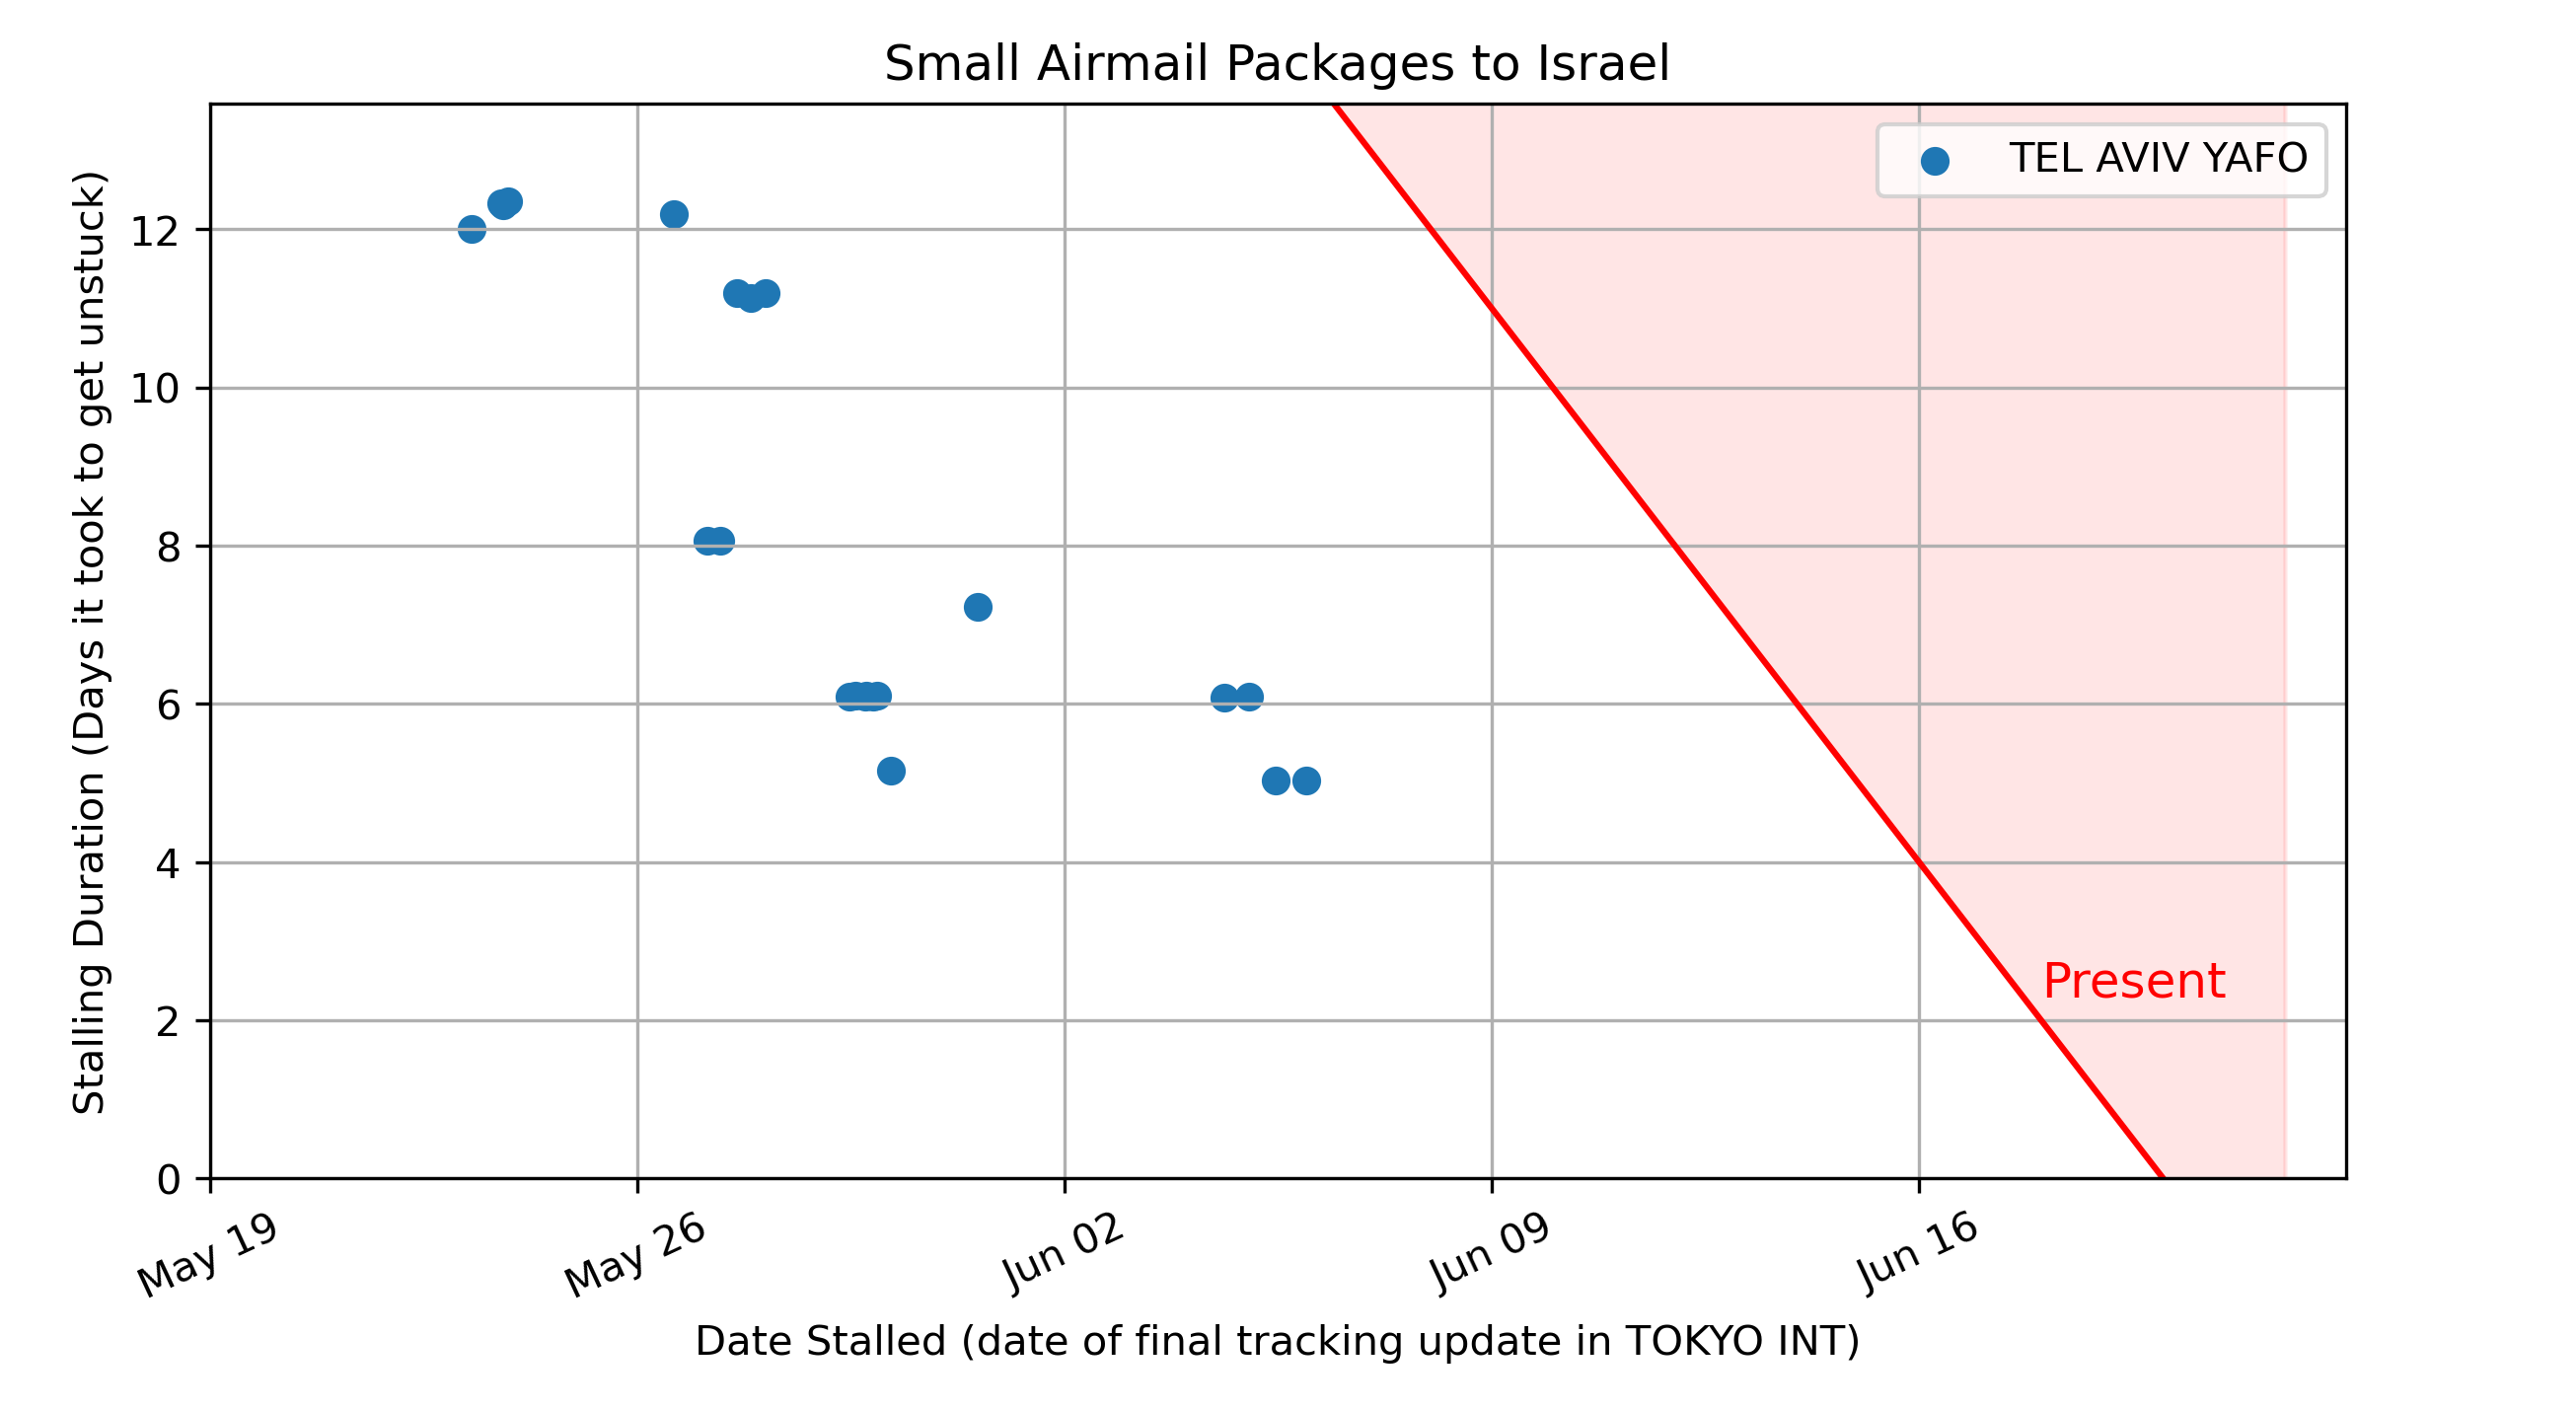 Small Airmail Packages to Israel
TEL AVIV YAFO
Stalling Duration (Days it took to get unstuck)
12
10
8
6
4
2
0
Present
May 19
May 26
Jun 02
Jun 09
Jun 16
Date Stalled (date of final tracking update in TOKYO INT)